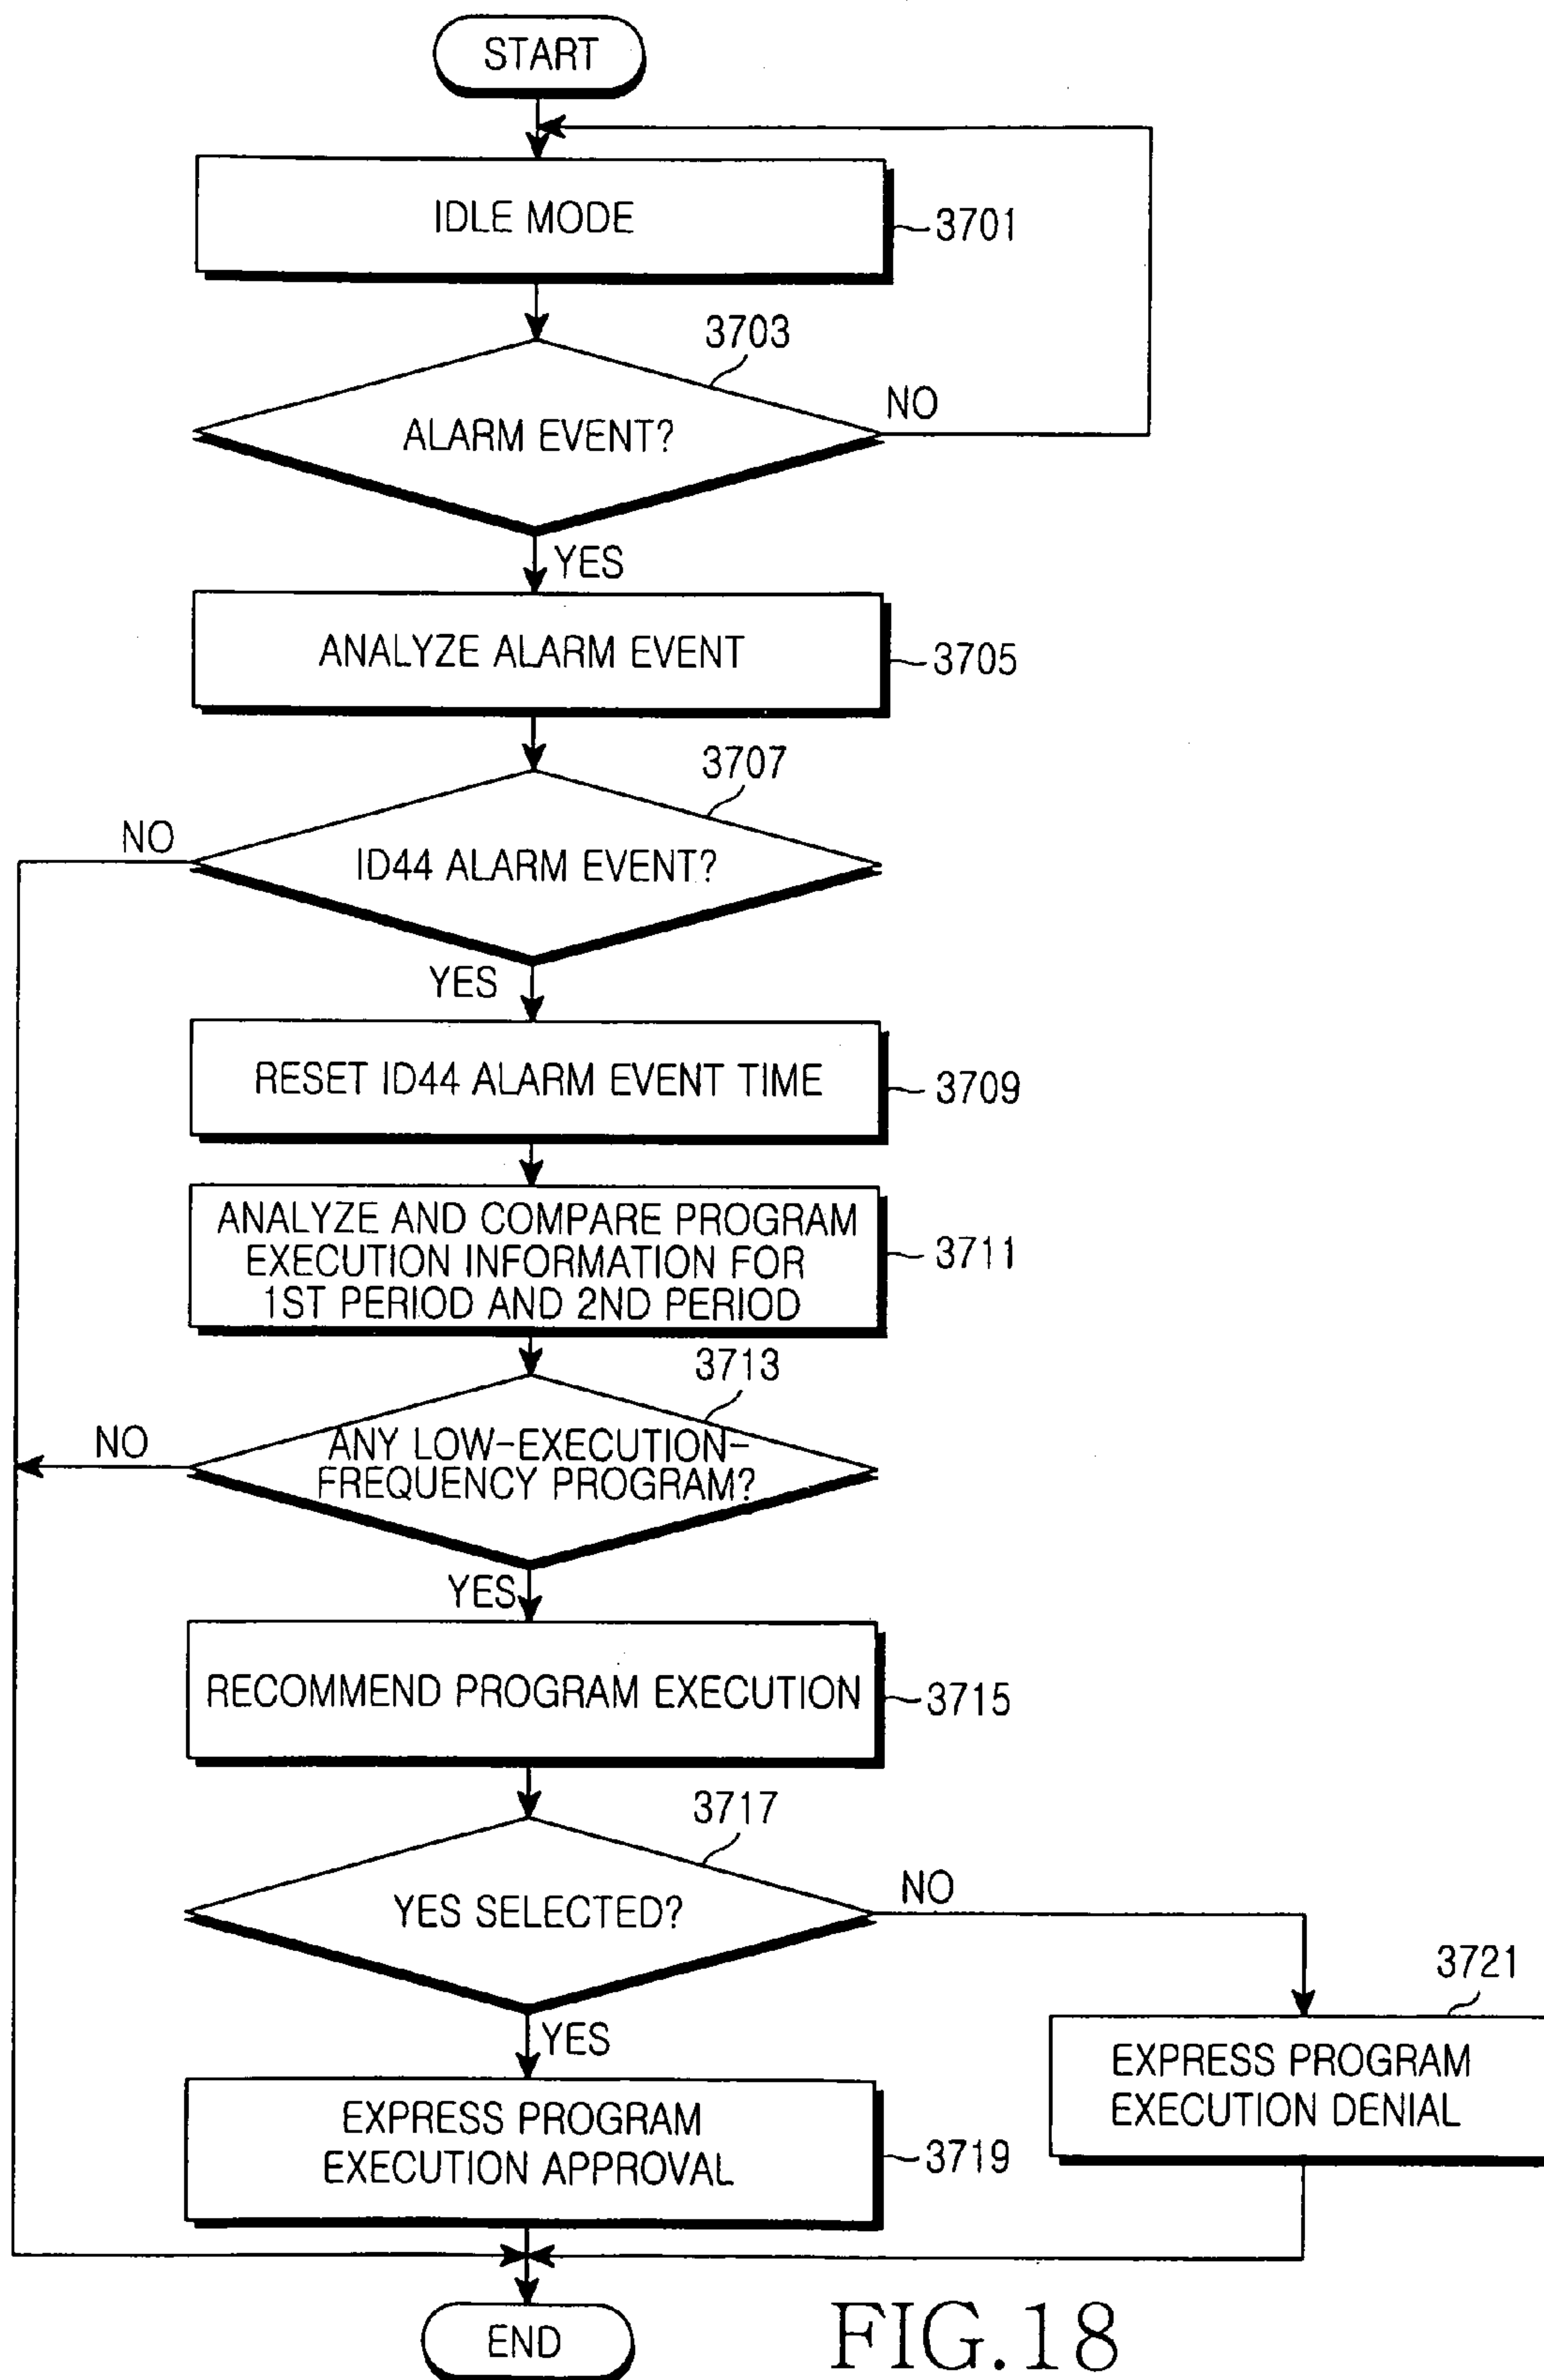 START
IDLE MODE
3701
3703
NO
ALARM EVENT?
YES
ANALYZE ALARM EVENT
3705
3707
NO
ID44 ALARM EVENT?
YES
RESET ID44 ALARM EVENT TIME
3709
ANALYZE AND COMPARE PROGRAM
EXECUTION INFORMATION FOR
1ST PERIOD AND 2ND PERIOD
3711
3713
NO
ANY LOW-EXECUTION-
FREQUENCY PROGRAM?
YES
RECOMMEND PROGRAM EXECUTION
3715
3717
NO
YES SELECTED?
3721
YES
EXPRESS PROGRAM
EXECUTION DENIAL
EXPRESS PROGRAM
EXECUTION APPROVAL
3719
END
FIG.18